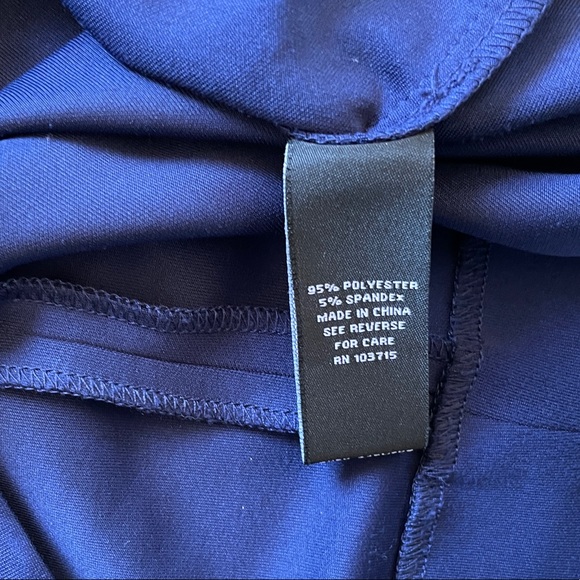 95% POLYESTER
5% SPANDEX
MADE IN CHINA
SEE REVERSE
FOR CARE
RN 103715